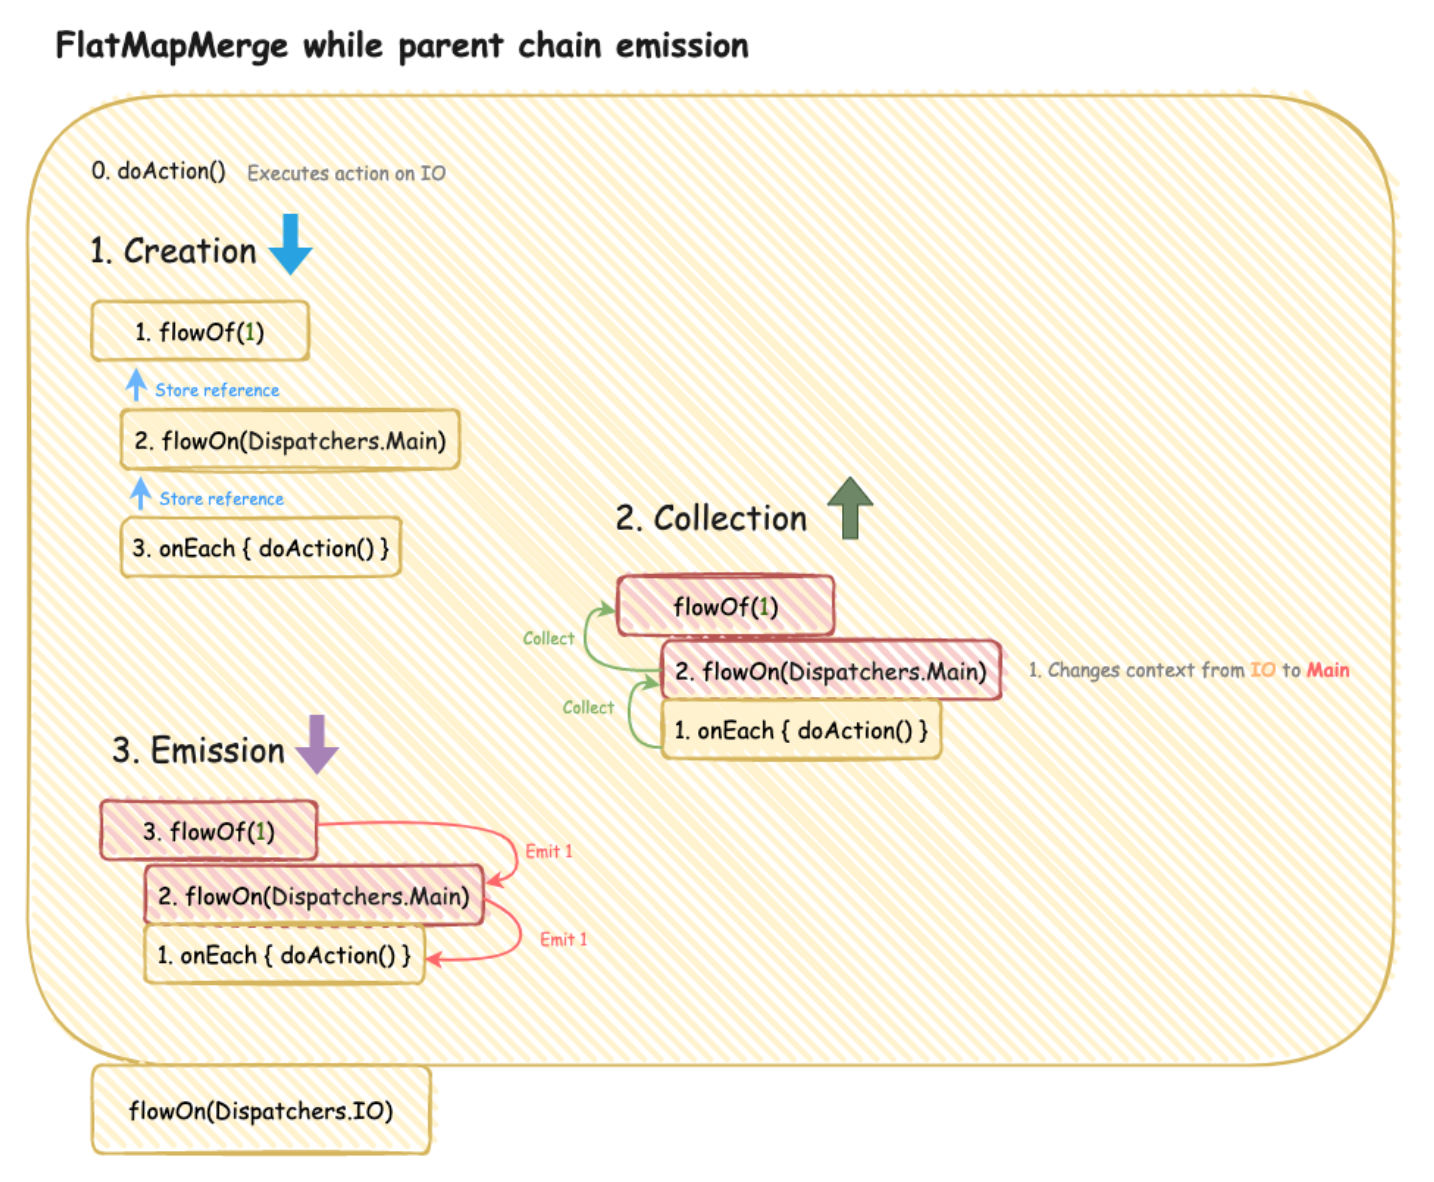 FlatMapMerge while parent chain emission
0. doAction() Executes action on IO
1. Creation
1. flowOf(1)
Store reference
2. flowOn(Dispatchers.Main)
Store reference
3. onEach { doAction() }
2. Collection
flowOf(1)
Collect
2. flowOn(Dispatchers.Main)
1. Changes context from IO to Main
Collect
1. onEach { doAction() }
3. Emission
3. flowOf(1)
Emit 1
2. flowOn(Dispatchers.Main)
Emit 1
1. onEach { doAction() }
flowOn(Dispatchers.IO)